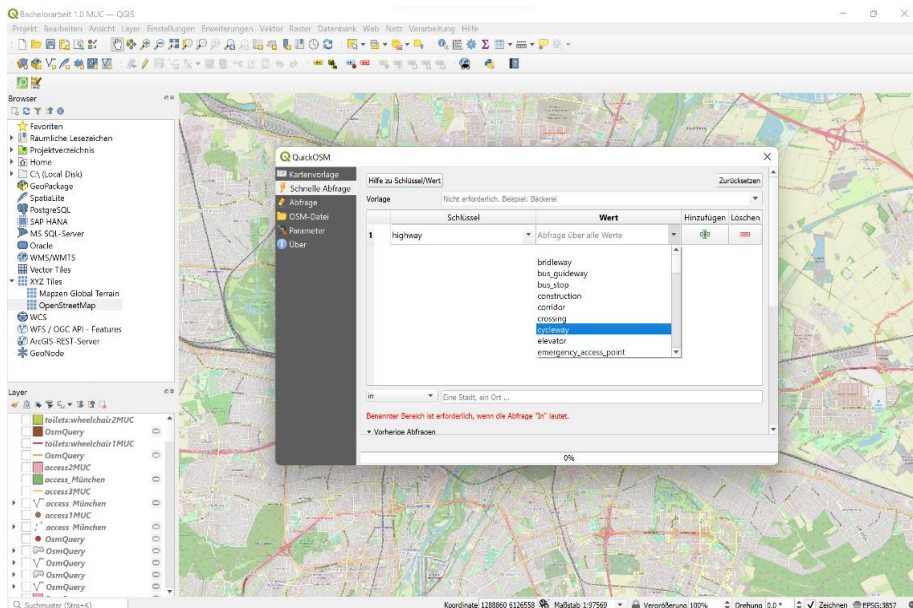 Bachelorarbeit 1.0 MUC — QGIS
Projekt Bearbeiten Ansicht Layer Einstellungen Erweiterungen Vektor Raster Datenbank Web Netz Verarbeitung Hilfe
Browser
Favoriten
Räumliche Lesezeichen
Projektverzeichnis
Home
C:\ (Local Disk)
GeoPackage
SpatiaLite
PostgreSQL
SAP HANA
MS SQL-Server
Oracle
WMS/WMTS
Vector Tiles
XYZ Tiles
Mapzen Global Terrain
OpenStreetMap
WCS
WFS / OGC API - Features
ArcGIS-REST-Server
GeoNode
Layer
toilets:wheelchair2MUC
OsmQuery
toilets:wheelchair1MUC
OsmQuery
access2MUC
access_München
access3MUC
access München
access1MUC
access München
OsmQuery
OsmQuery
OsmQuery
OsmQuery
OsmQuery
Suchmuster (Strg+K)
QuickOSM
Kartenvorlage
Schnelle Abfrage
Abfrage
OSM-Datei
Parameter
Über
Hilfe zu Schlüssel/Wert
Zurücksetzen
Vorlage
Nicht erforderlich. Beispiel: Bäckerei
Schlüssel Wert Hinzufügen Löschen
1 highway Abfrage über alle Werte
bridleway
bus_guideway
bus_stop
construction
corridor
crossing
cycleway
elevator
emergency_access_point
in Eine Stadt, ein Ort ...
Benannter Bereich ist erforderlich, wenn die Abfrage "In" lautet.
Vorherige Abfragen
0%
Koordinate 1288860 6126558 Maßstab 1:97569 Vergrößerung 100% Drehung 0,0 ° Zeichnen EPSG:3857